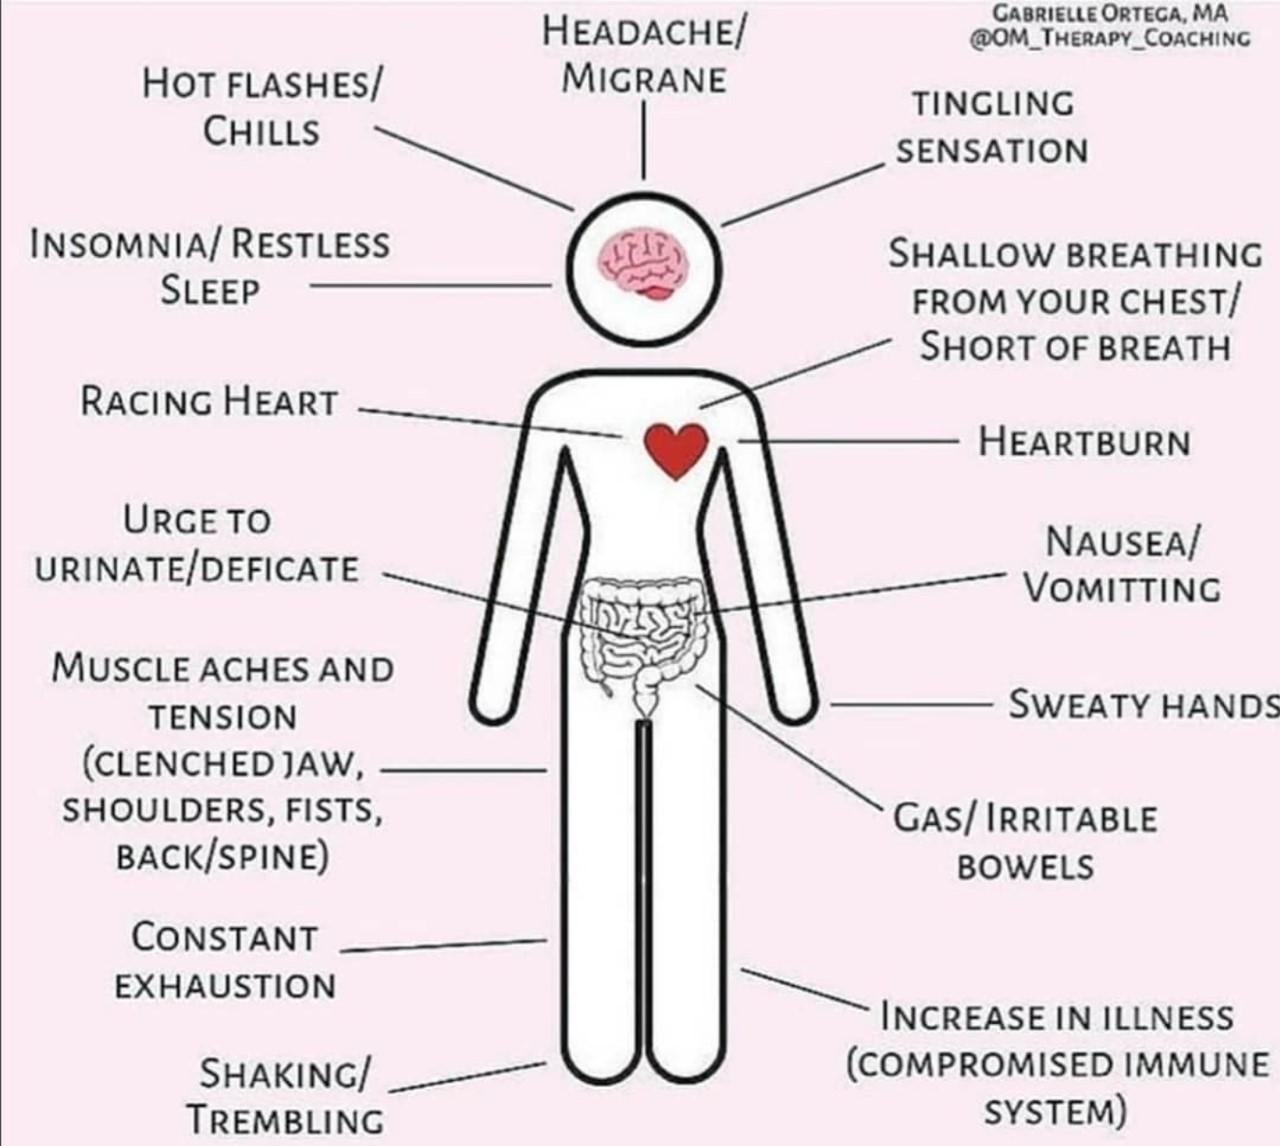 GABRIELLE ORTEGA, MA
@OM_THERAPY_COACHING
HEADACHE/
MIGRANE
HOT FLASHES/
CHILLS
TINGLING
SENSATION
INSOMNIA/ RESTLESS
SLEEP
SHALLOW BREATHING
FROM YOUR CHEST/
SHORT OF BREATH
RACING HEART
HEARTBURN
URGE TO
URINATE/DEFICATE
NAUSEA/
VOMITTING
MUSCLE ACHES AND
TENSION
(CLENCHED JAW,
SHOULDERS, FISTS,
BACK/SPINE)
SWEATY HANDS
GAS/ IRRITABLE
BOWELS
CONSTANT
EXHAUSTION
INCREASE IN ILLNESS
(COMPROMISED IMMUNE
SYSTEM)
SHAKING/
TREMBLING